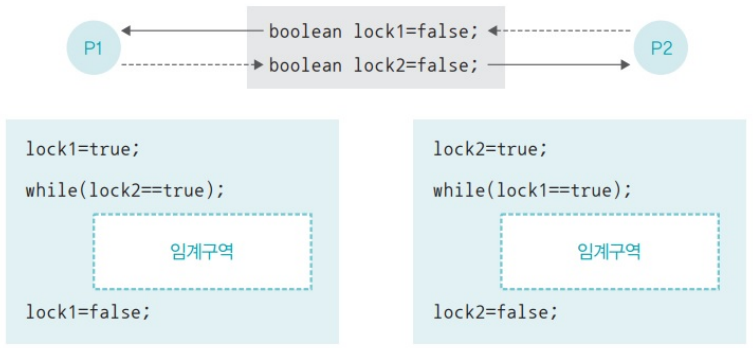 boolean lock1=false;
P1
P2
boolean lock2=false;
lock1=true;
while(lock2==true);
임계구역
lock1=false;
lock2=true;
while(lock1==true);
임계구역
lock2=false;